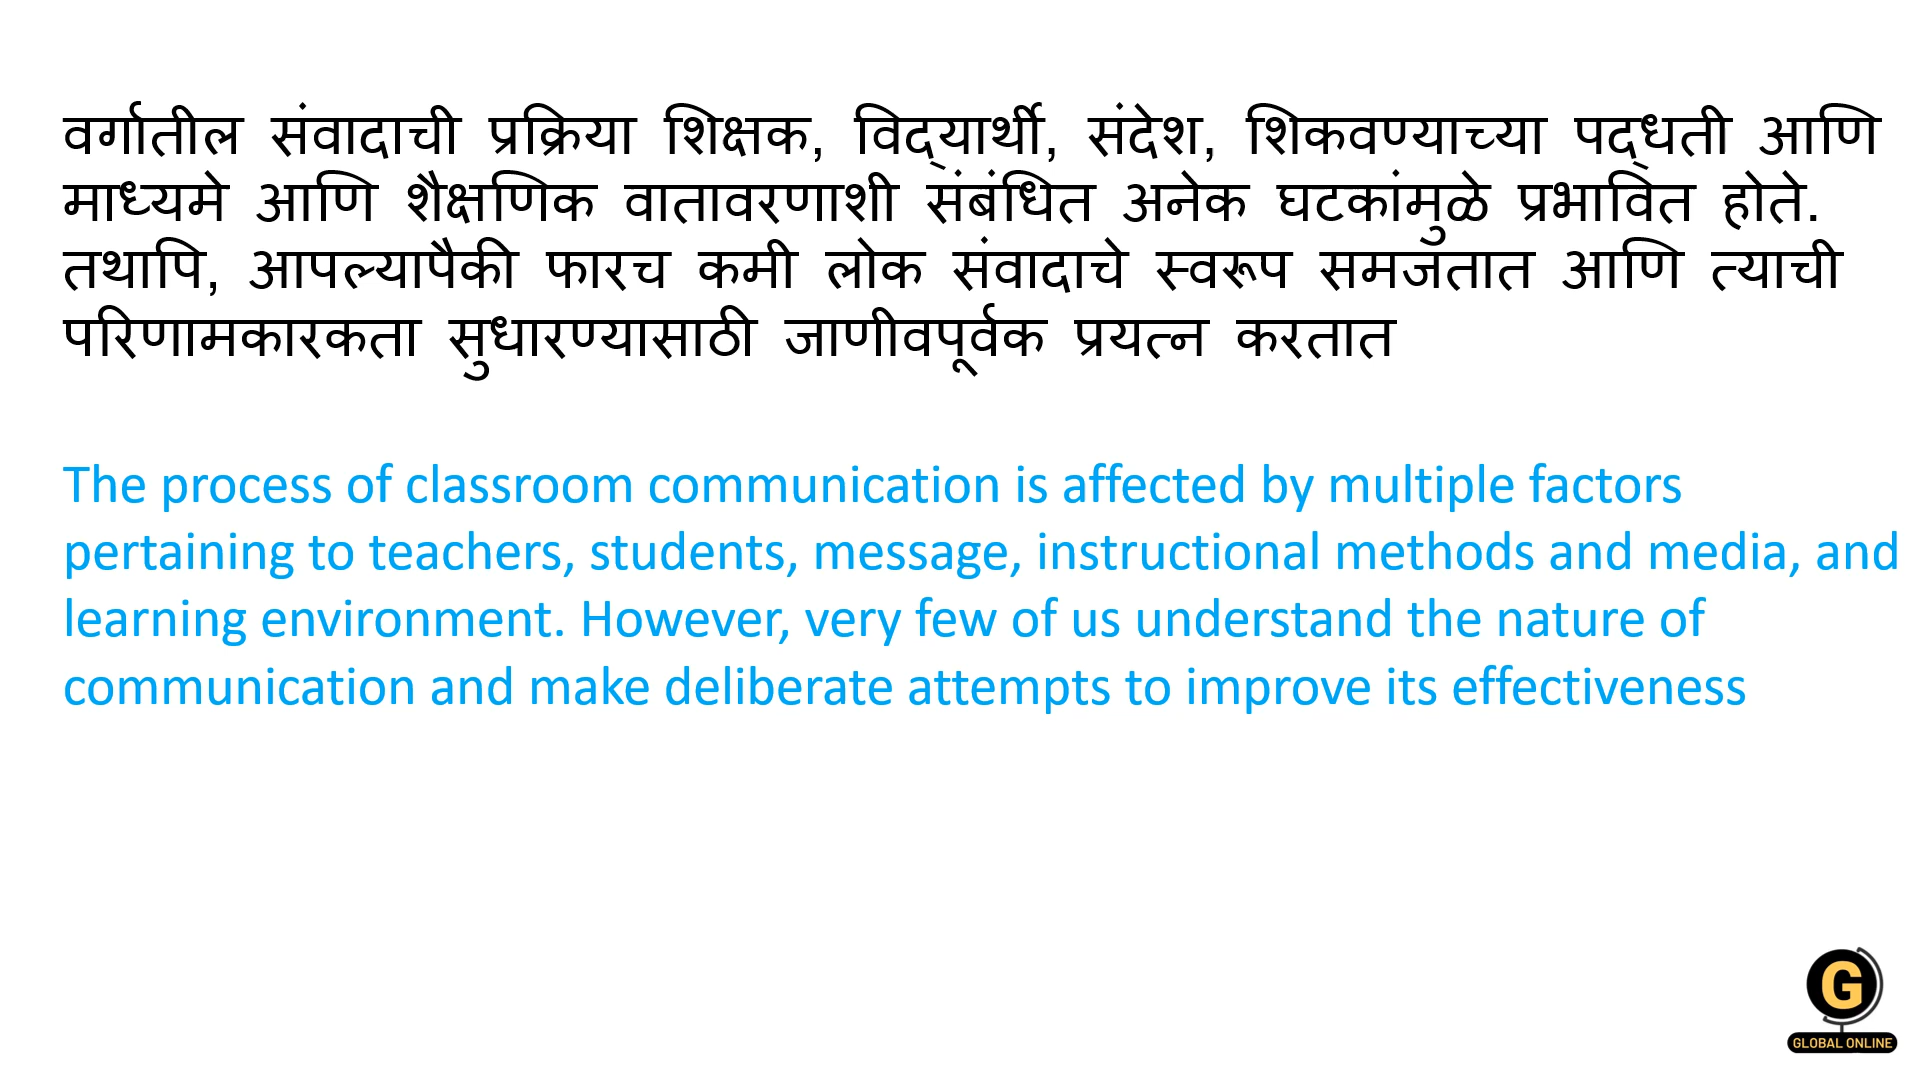 वर्गातील संवादाची प्रक्रिया शिक्षक, विद्‌यार्थी, संदेश, शिकवण्याच्या पद्‌धती आणि
माध्यमे आणि शैक्षणिक वातावरणाशी संबंधित अनेक घटकांमुळे प्रभावित होते.
तथापि, आपल्यापैकी फारच कमी लोक संवादाचे स्वरूप समजतात आणि त्याची
परिणामकारकता सुधारण्यासाठी जाणीवपूर्वक प्रयत्न करतात
The process of classroom communication is affected by multiple factors
pertaining to teachers, students, message, instructional methods and media, and
learning environment. However, very few of us understand the nature of
communication and make deliberate attempts to improve its effectiveness
G
GLOBAL ONLINE